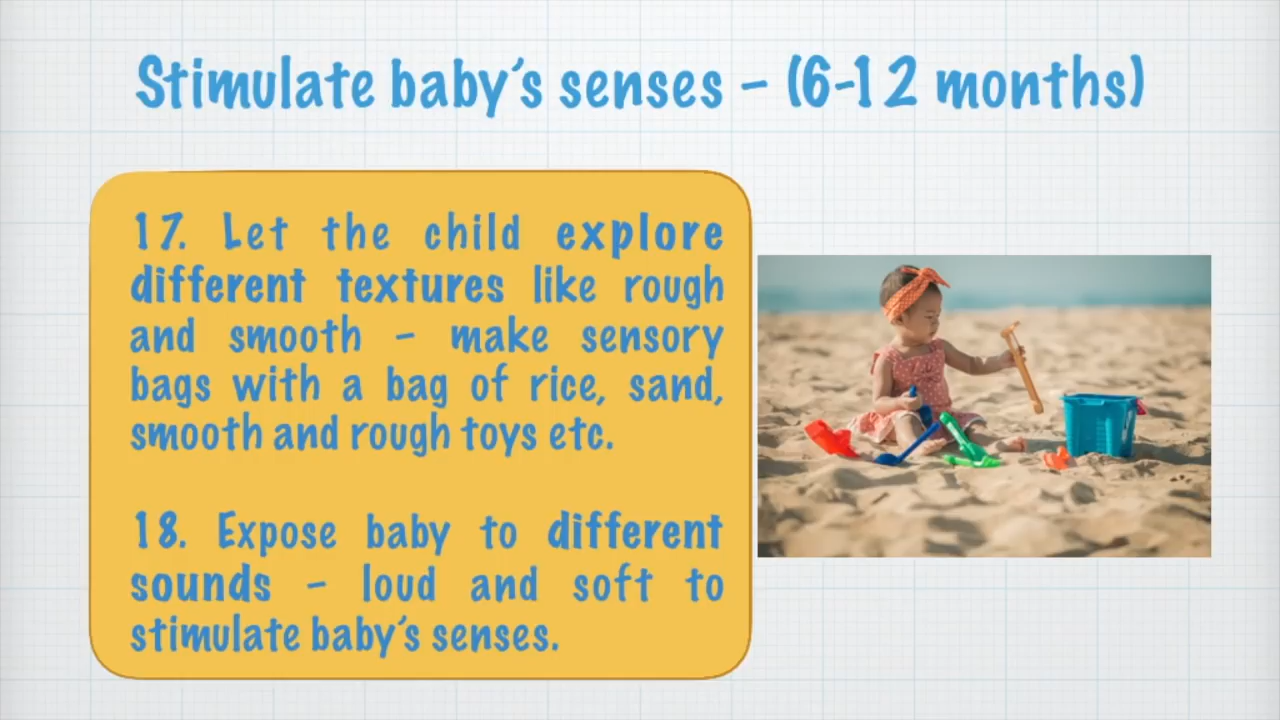 Stimulate baby’s senses – (6-12 months)
17. Let the child explore
different textures like rough
and smooth – make sensory
bags with a bag of rice, sand,
smooth and rough toys etc.
18. Expose baby to different
sounds – loud and soft to
stimulate baby’s senses.